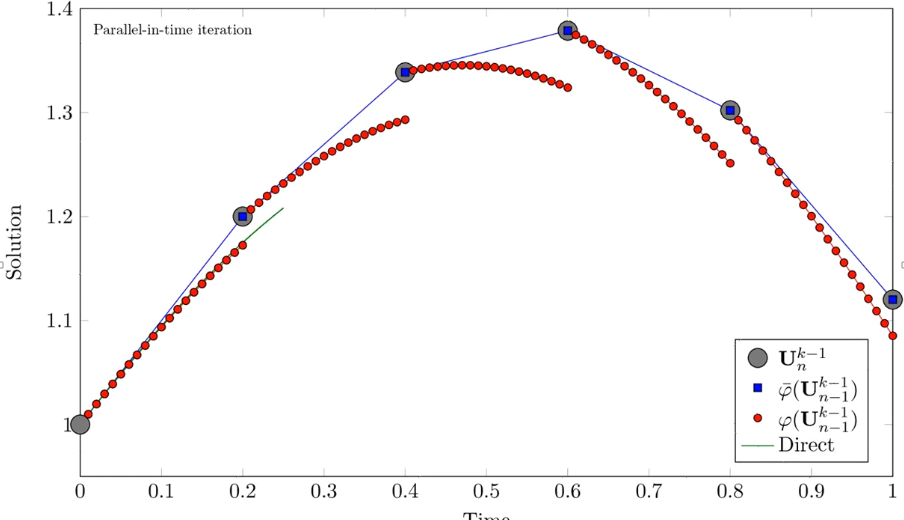 1.4
Parallel-in-time iteration
1.3
1.2
1.1
1
Solution
U_n^{k-1}
φ̄(U_{n-1}^{k-1})
φ(U_{n-1}^{k-1})
Direct
0 0.1 0.2 0.3 0.4 0.5 0.6 0.7 0.8 0.9 1
Time